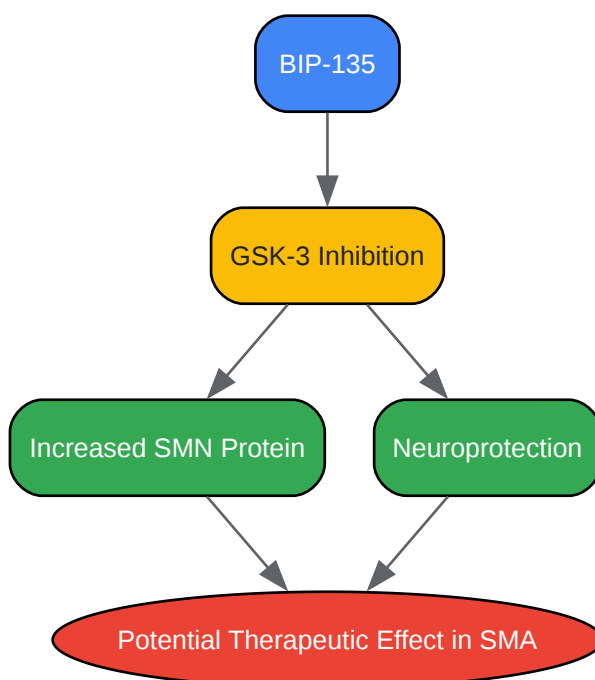 BIP-135
GSK-3 Inhibition
Increased SMN Protein
Neuroprotection
Potential Therapeutic Effect in SMA